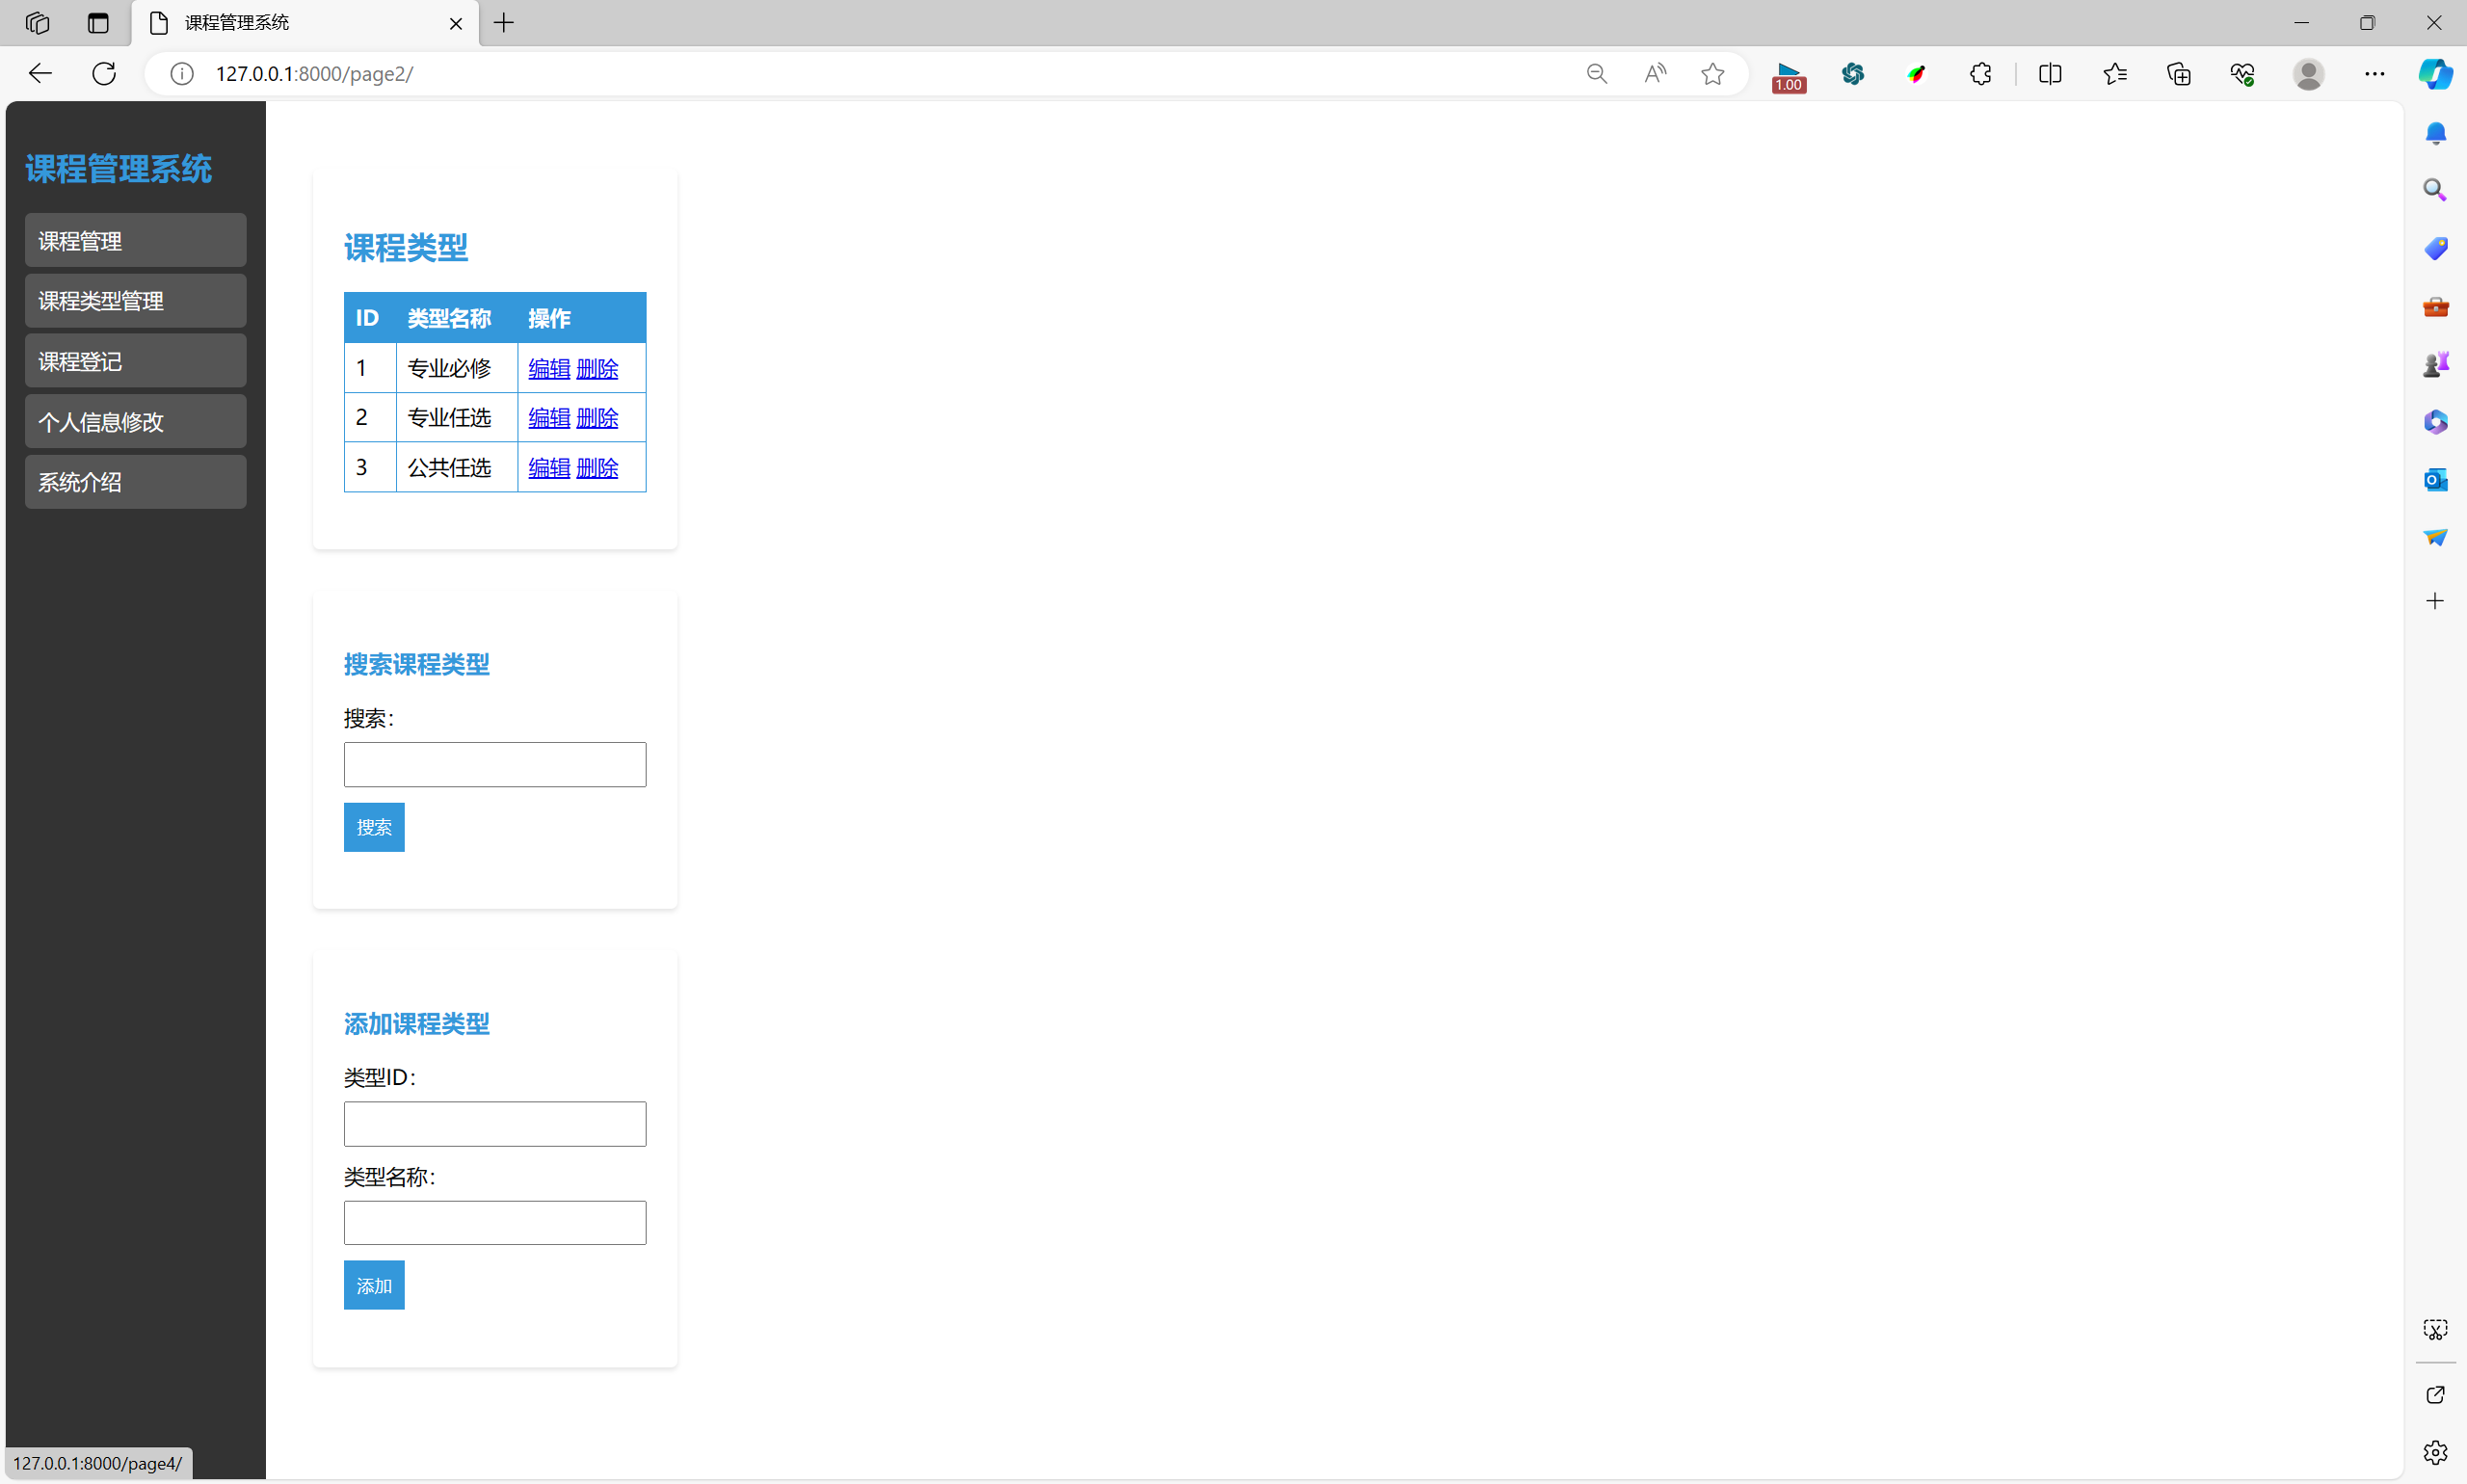 课程管理系统
127.0.0.1:8000/page2/
1.00
课程管理系统
课程管理
课程类型管理
课程登记
个人信息修改
系统介绍
课程类型
ID 类型名称 操作
1 专业必修 编辑 删除
2 专业任选 编辑 删除
3 公共任选 编辑 删除
搜索课程类型
搜索：
搜索
添加课程类型
类型ID：
类型名称：
添加
127.0.0.1:8000/page4/